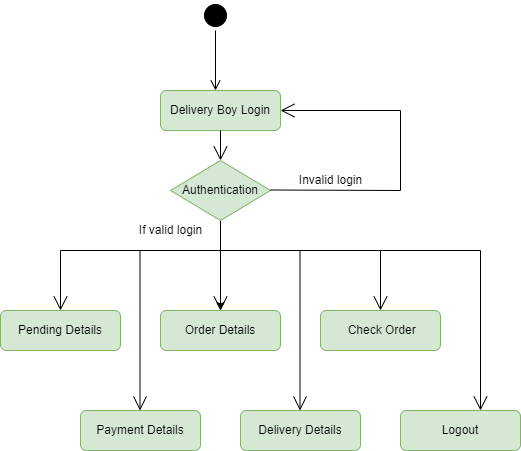 Delivery Boy Login
Authentication
Invalid login
If valid login
Pending Details
Order Details
Check Order
Payment Details
Delivery Details
Logout